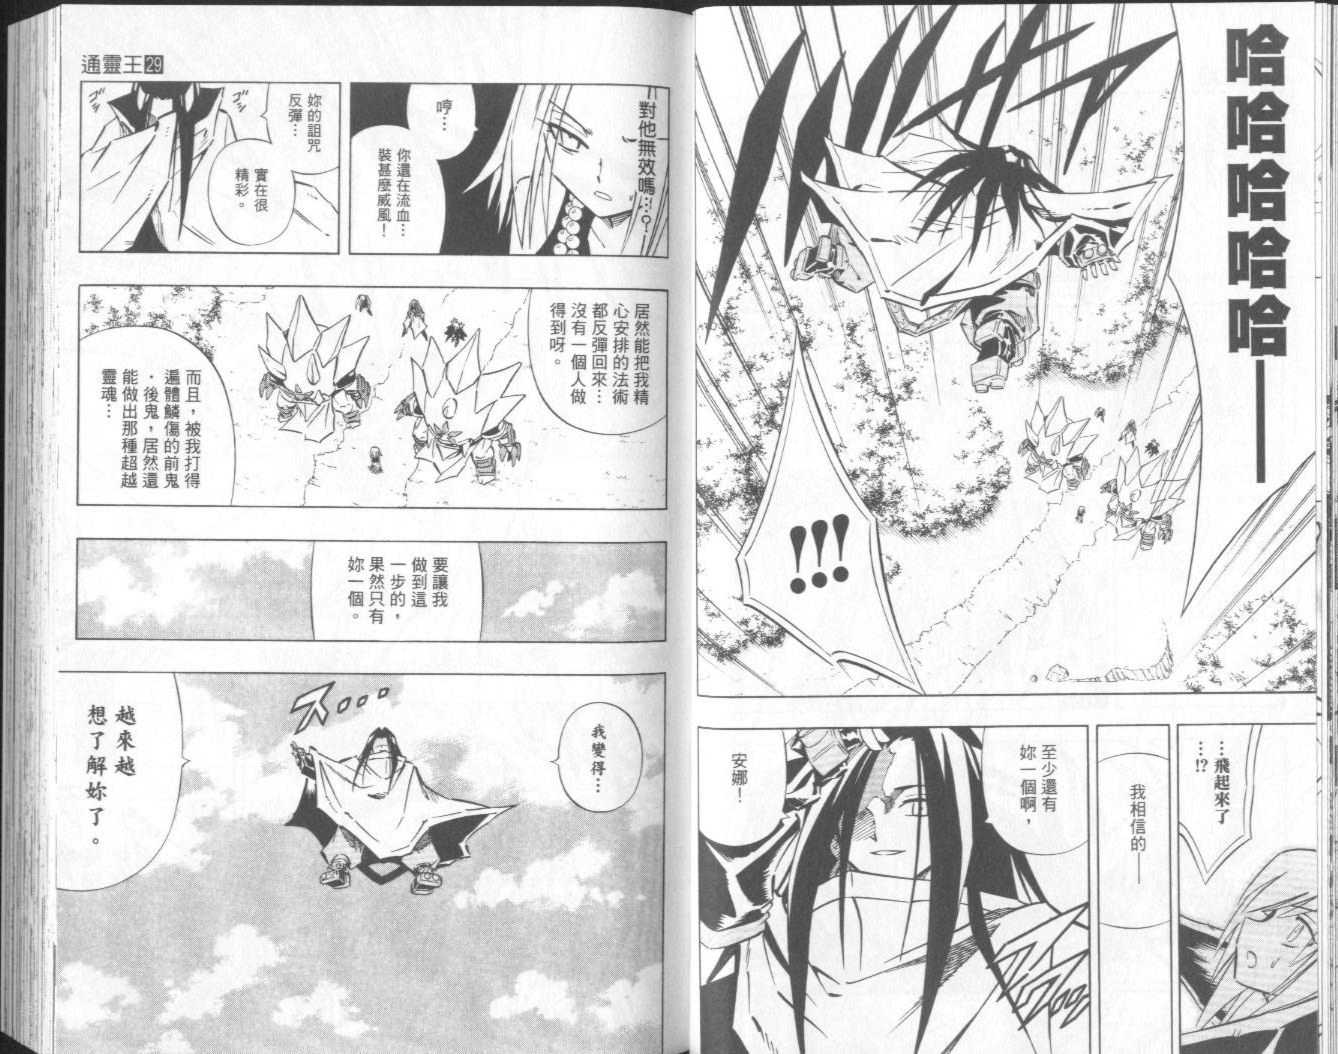 哈哈哈哈哈——
!!!
…飛起來了
…!?
我相信的——
至少還有
妳一個啊，
安娜！
通靈王29
對他無效嗎…。
哼…
你還在流血…
裝甚麼威風！
妳的詛咒
反彈…
實在很
精彩。
居然能把我精
心安排的法術
都反彈回來…
沒有一個人做
得到呀。
而且，被我打得
遍體鱗傷的前鬼
．後鬼，居然還
能做出那種超越
靈魂…
要讓我
做到這
一步的，
果然只有
妳一個。
ス…
我變得…
越來越
想了解妳了。